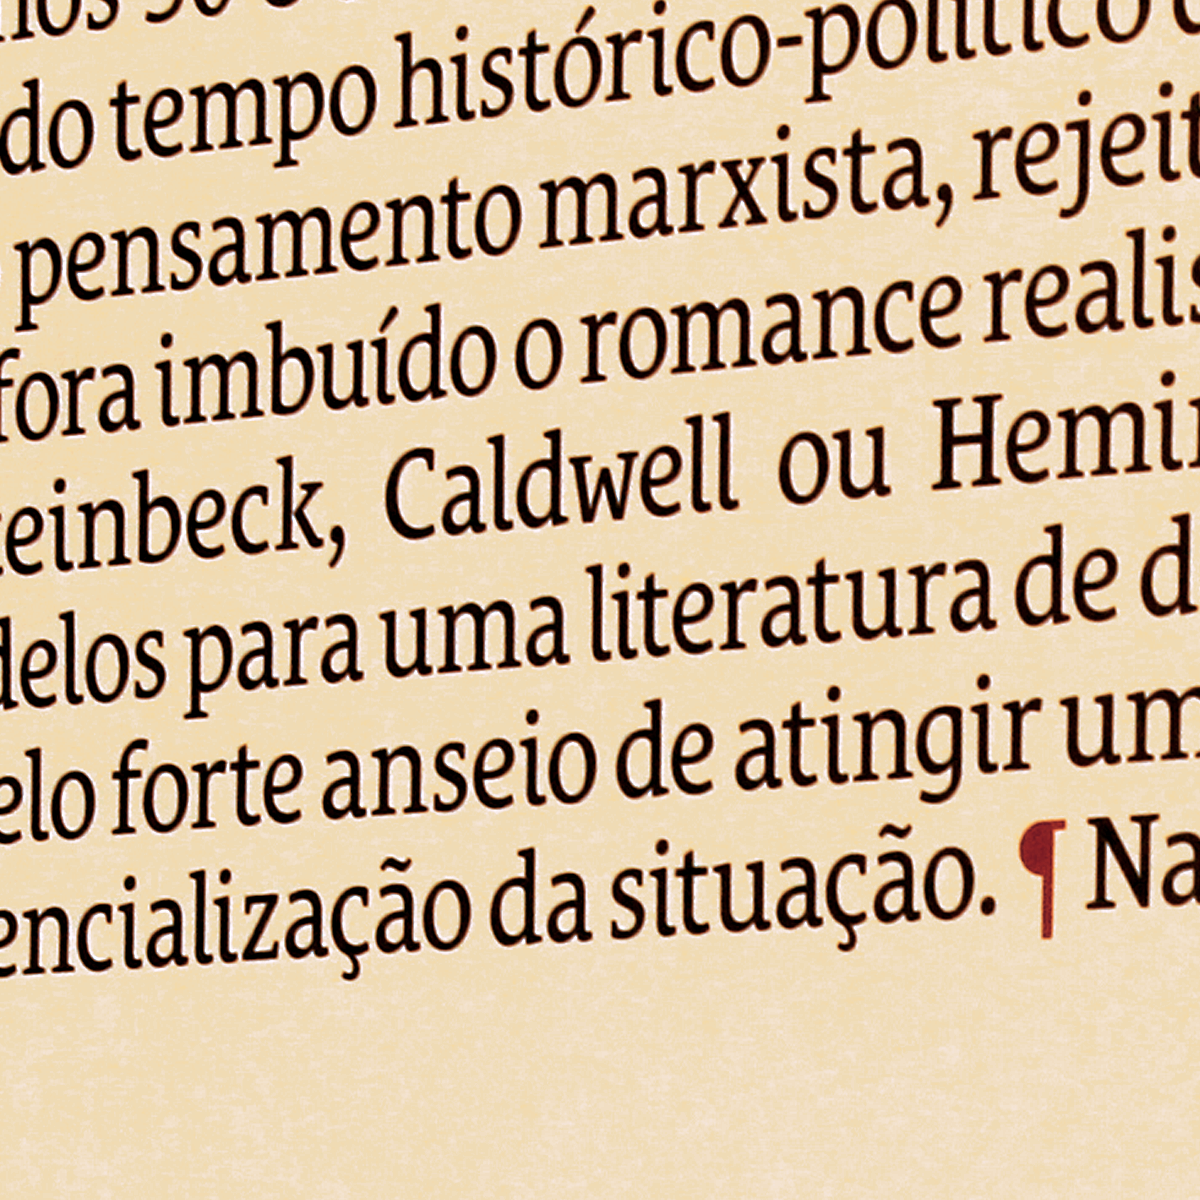 do tempo histórico-político
pensamento marxista, rejeit
fora imbuído o romance realis
einbeck, Caldwell ou Hemin
delos para uma literatura de d
elo forte anseio de atingir um
encialização da situação. ¶ Na